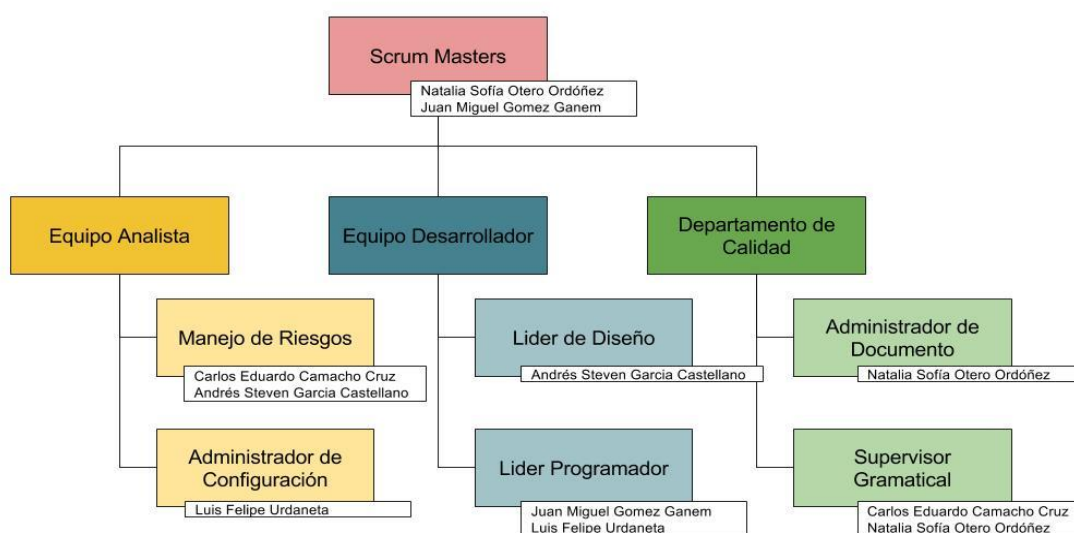 Scrum Masters
Natalia Sofía Otero Ordóñez
Juan Miguel Gomez Ganem
Equipo Analista
Equipo Desarrollador
Departamento de
Calidad
Manejo de Riesgos
Carlos Eduardo Camacho Cruz
Andrés Steven Garcia Castellano
Lider de Diseño
Andrés Steven Garcia Castellano
Administrador de
Documento
Natalia Sofía Otero Ordóñez
Administrador de
Configuración
Luis Felipe Urdaneta
Lider Programador
Juan Miguel Gomez Ganem
Luis Felipe Urdaneta
Supervisor
Gramatical
Carlos Eduardo Camacho Cruz
Natalia Sofía Otero Ordóñez